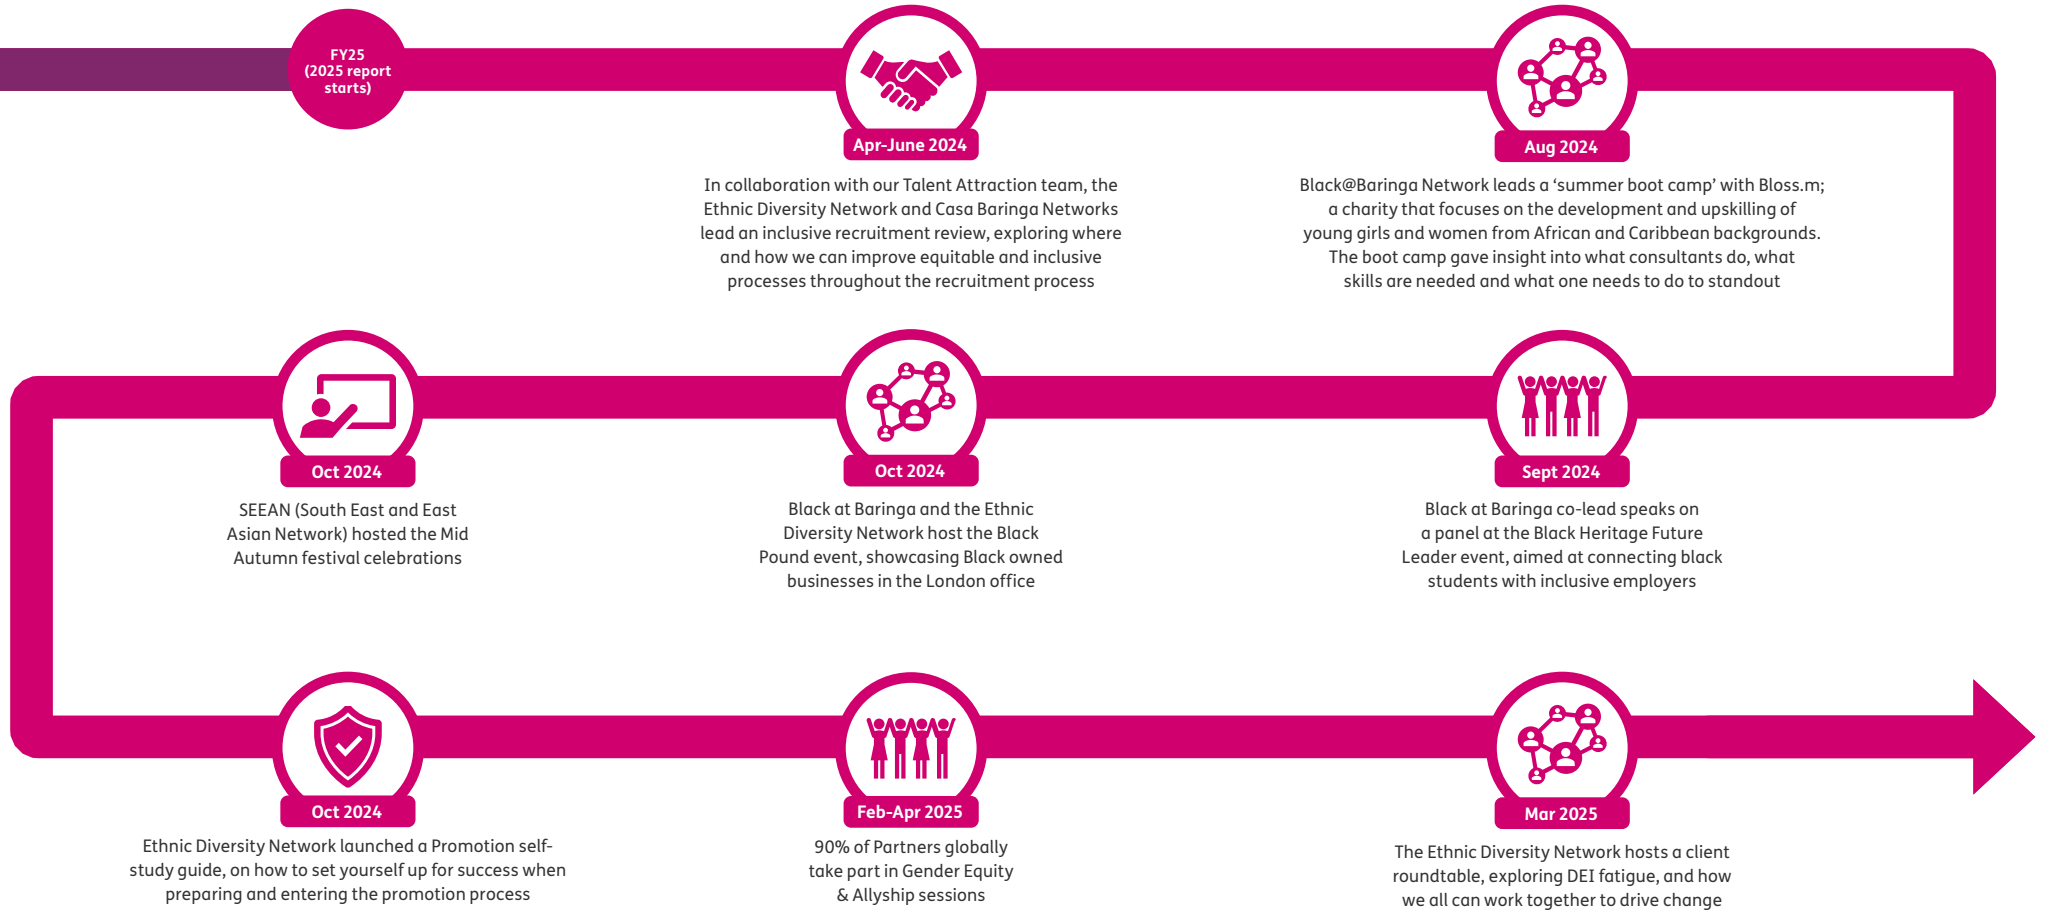 FY25
(2025 report
starts)
Apr-June 2024
In collaboration with our Talent Attraction team, the
Ethnic Diversity Network and Casa Baringa Networks
lead an inclusive recruitment review, exploring where
and how we can improve equitable and inclusive
processes throughout the recruitment process
Aug 2024
Black@Baringa Network leads a ‘summer boot camp’ with Bloss.m;
a charity that focuses on the development and upskilling of
young girls and women from African and Caribbean backgrounds.
The boot camp gave insight into what consultants do, what
skills are needed and what one needs to do to standout
Sept 2024
Black at Baringa co-lead speaks on
a panel at the Black Heritage Future
Leader event, aimed at connecting black
students with inclusive employers
Oct 2024
Black at Baringa and the Ethnic
Diversity Network host the Black
Pound event, showcasing Black owned
businesses in the London office
Oct 2024
SEEAN (South East and East
Asian Network) hosted the Mid
Autumn festival celebrations
Oct 2024
Ethnic Diversity Network launched a Promotion self-
study guide, on how to set yourself up for success when
preparing and entering the promotion process
Feb-Apr 2025
90% of Partners globally
take part in Gender Equity
& Allyship sessions
Mar 2025
The Ethnic Diversity Network hosts a client
roundtable, exploring DEI fatigue, and how
we all can work together to drive change